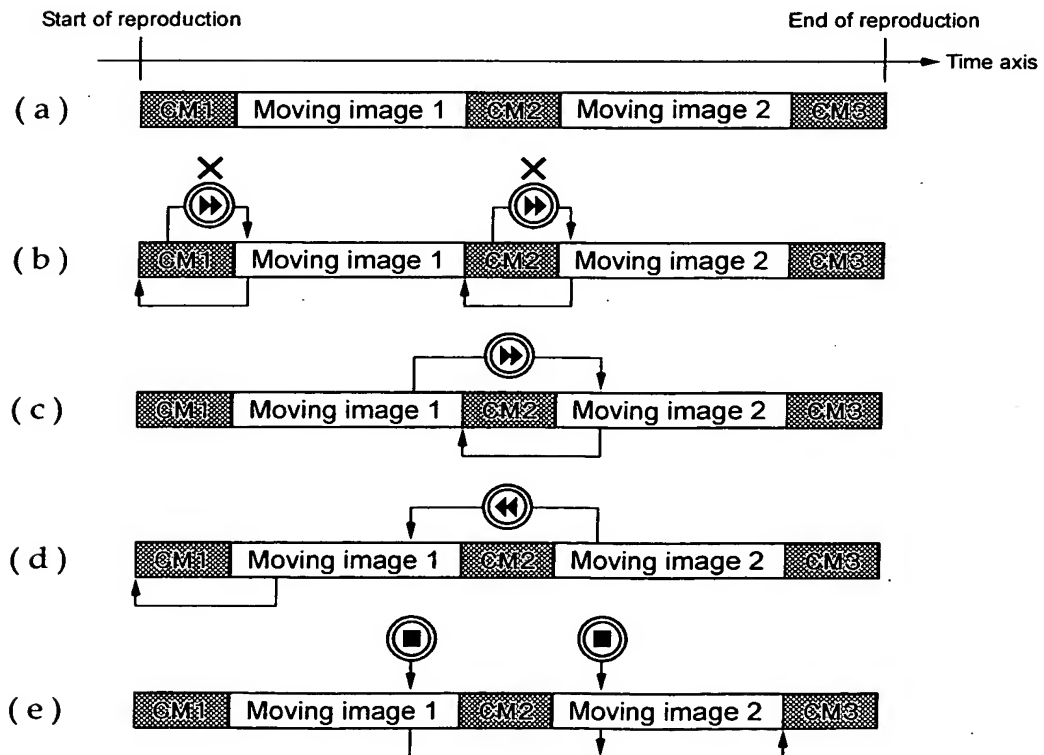 Start of reproduction
End of reproduction
Time axis
(a) CM1 Moving image 1 CM2 Moving image 2 CM3
(b) CM1 Moving image 1 CM2 Moving image 2 CM3
(c) CM1 Moving image 1 CM2 Moving image 2 CM3
(d) CM1 Moving image 1 CM2 Moving image 2 CM3
(e) CM1 Moving image 1 CM2 Moving image 2 CM3